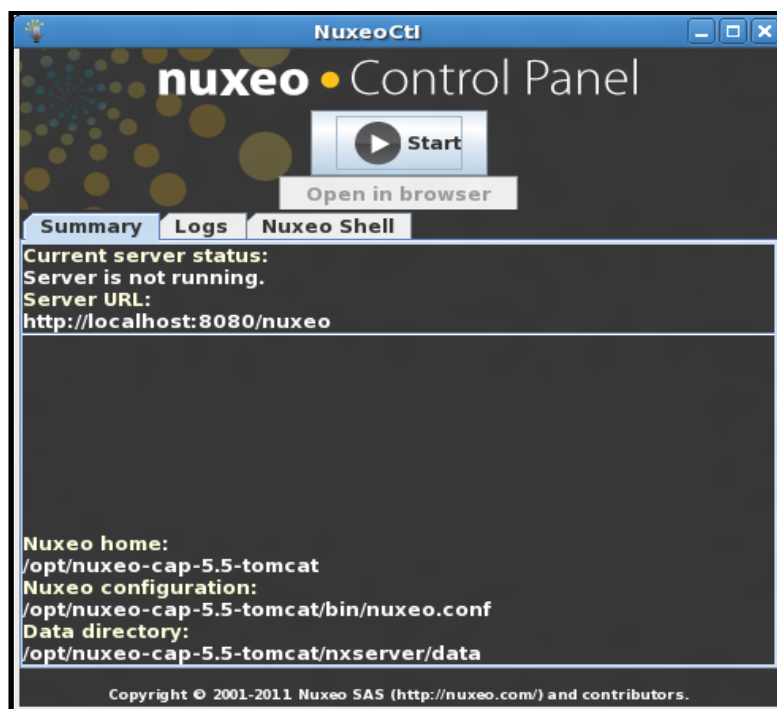 NuxeoCtl
nuxeo • Control Panel
Start
Open in browser
Summary Logs Nuxeo Shell
Current server status:
Server is not running.
Server URL:
http://localhost:8080/nuxeo
Nuxeo home:
/opt/nuxeo-cap-5.5-tomcat
Nuxeo configuration:
/opt/nuxeo-cap-5.5-tomcat/bin/nuxeo.conf
Data directory:
/opt/nuxeo-cap-5.5-tomcat/nxserver/data
Copyright © 2001-2011 Nuxeo SAS (http://nuxeo.com/) and contributors.